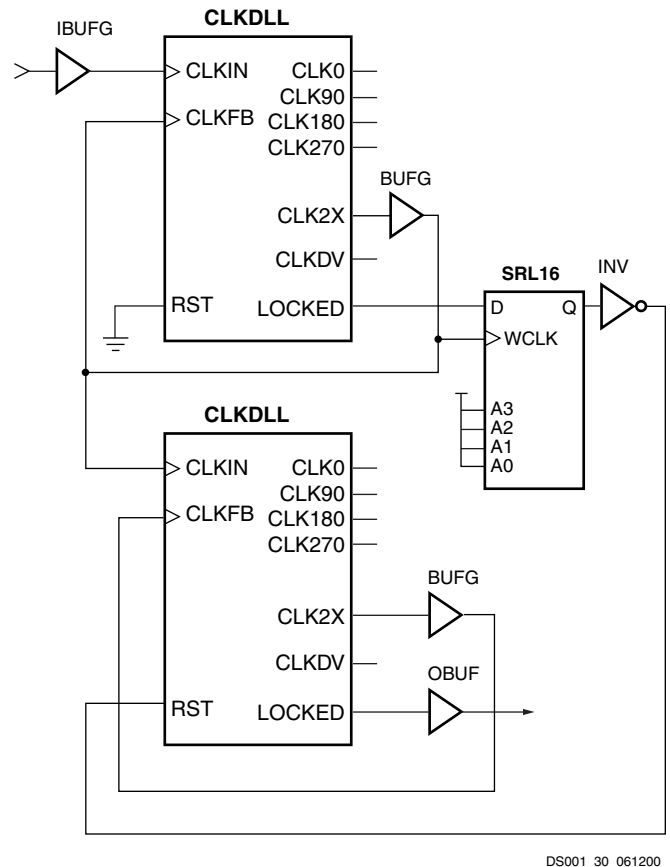 CLKDLL
IBUFG
CLKIN
CLKFB
RST
CLK0
CLK90
CLK180
CLK270
CLK2X
CLKDV
LOCKED
BUFG
SRL16
D
Q
WCLK
A3
A2
A1
A0
INV
CLKDLL
CLKIN
CLKFB
RST
CLK0
CLK90
CLK180
CLK270
CLK2X
CLKDV
LOCKED
BUFG
OBUF
DS001_30_061200